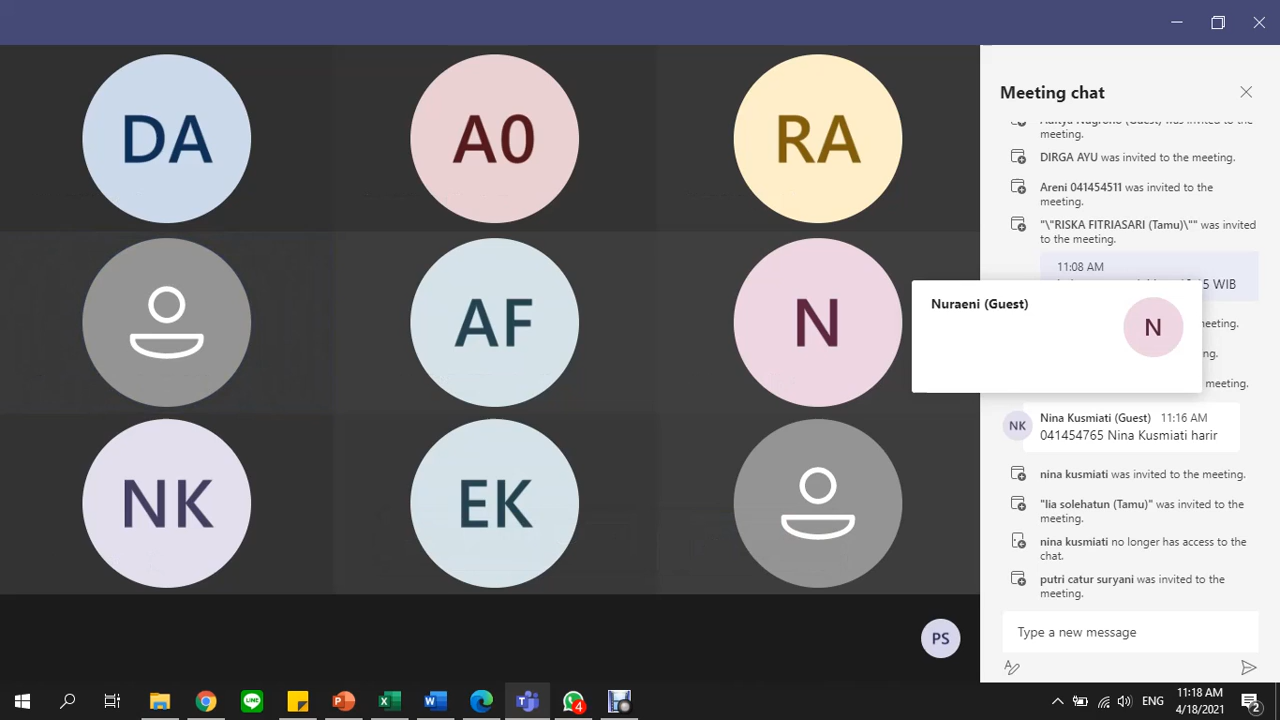 DA
A0
RA
AF
N
NK
EK
PS
Meeting chat
meeting.
DIRGA AYU was invited to the meeting.
Areni 041454511 was invited to the
meeting.
"\"RISKA FITRIASARI (Tamu)\"" was invited
to the meeting.
11:08 AM
5 WIB
Nuraeni (Guest)
N
meeting.
meeting.
NK
Nina Kusmiati (Guest) 11:16 AM
041454765 Nina Kusmiati harir
nina kusmiati was invited to the meeting.
"lia solehatun (Tamu)" was invited to the
meeting.
nina kusmiati no longer has access to the
chat.
putri catur suryani was invited to the
meeting.
Type a new message
4
ENG
11:18 AM
4/18/2021
2